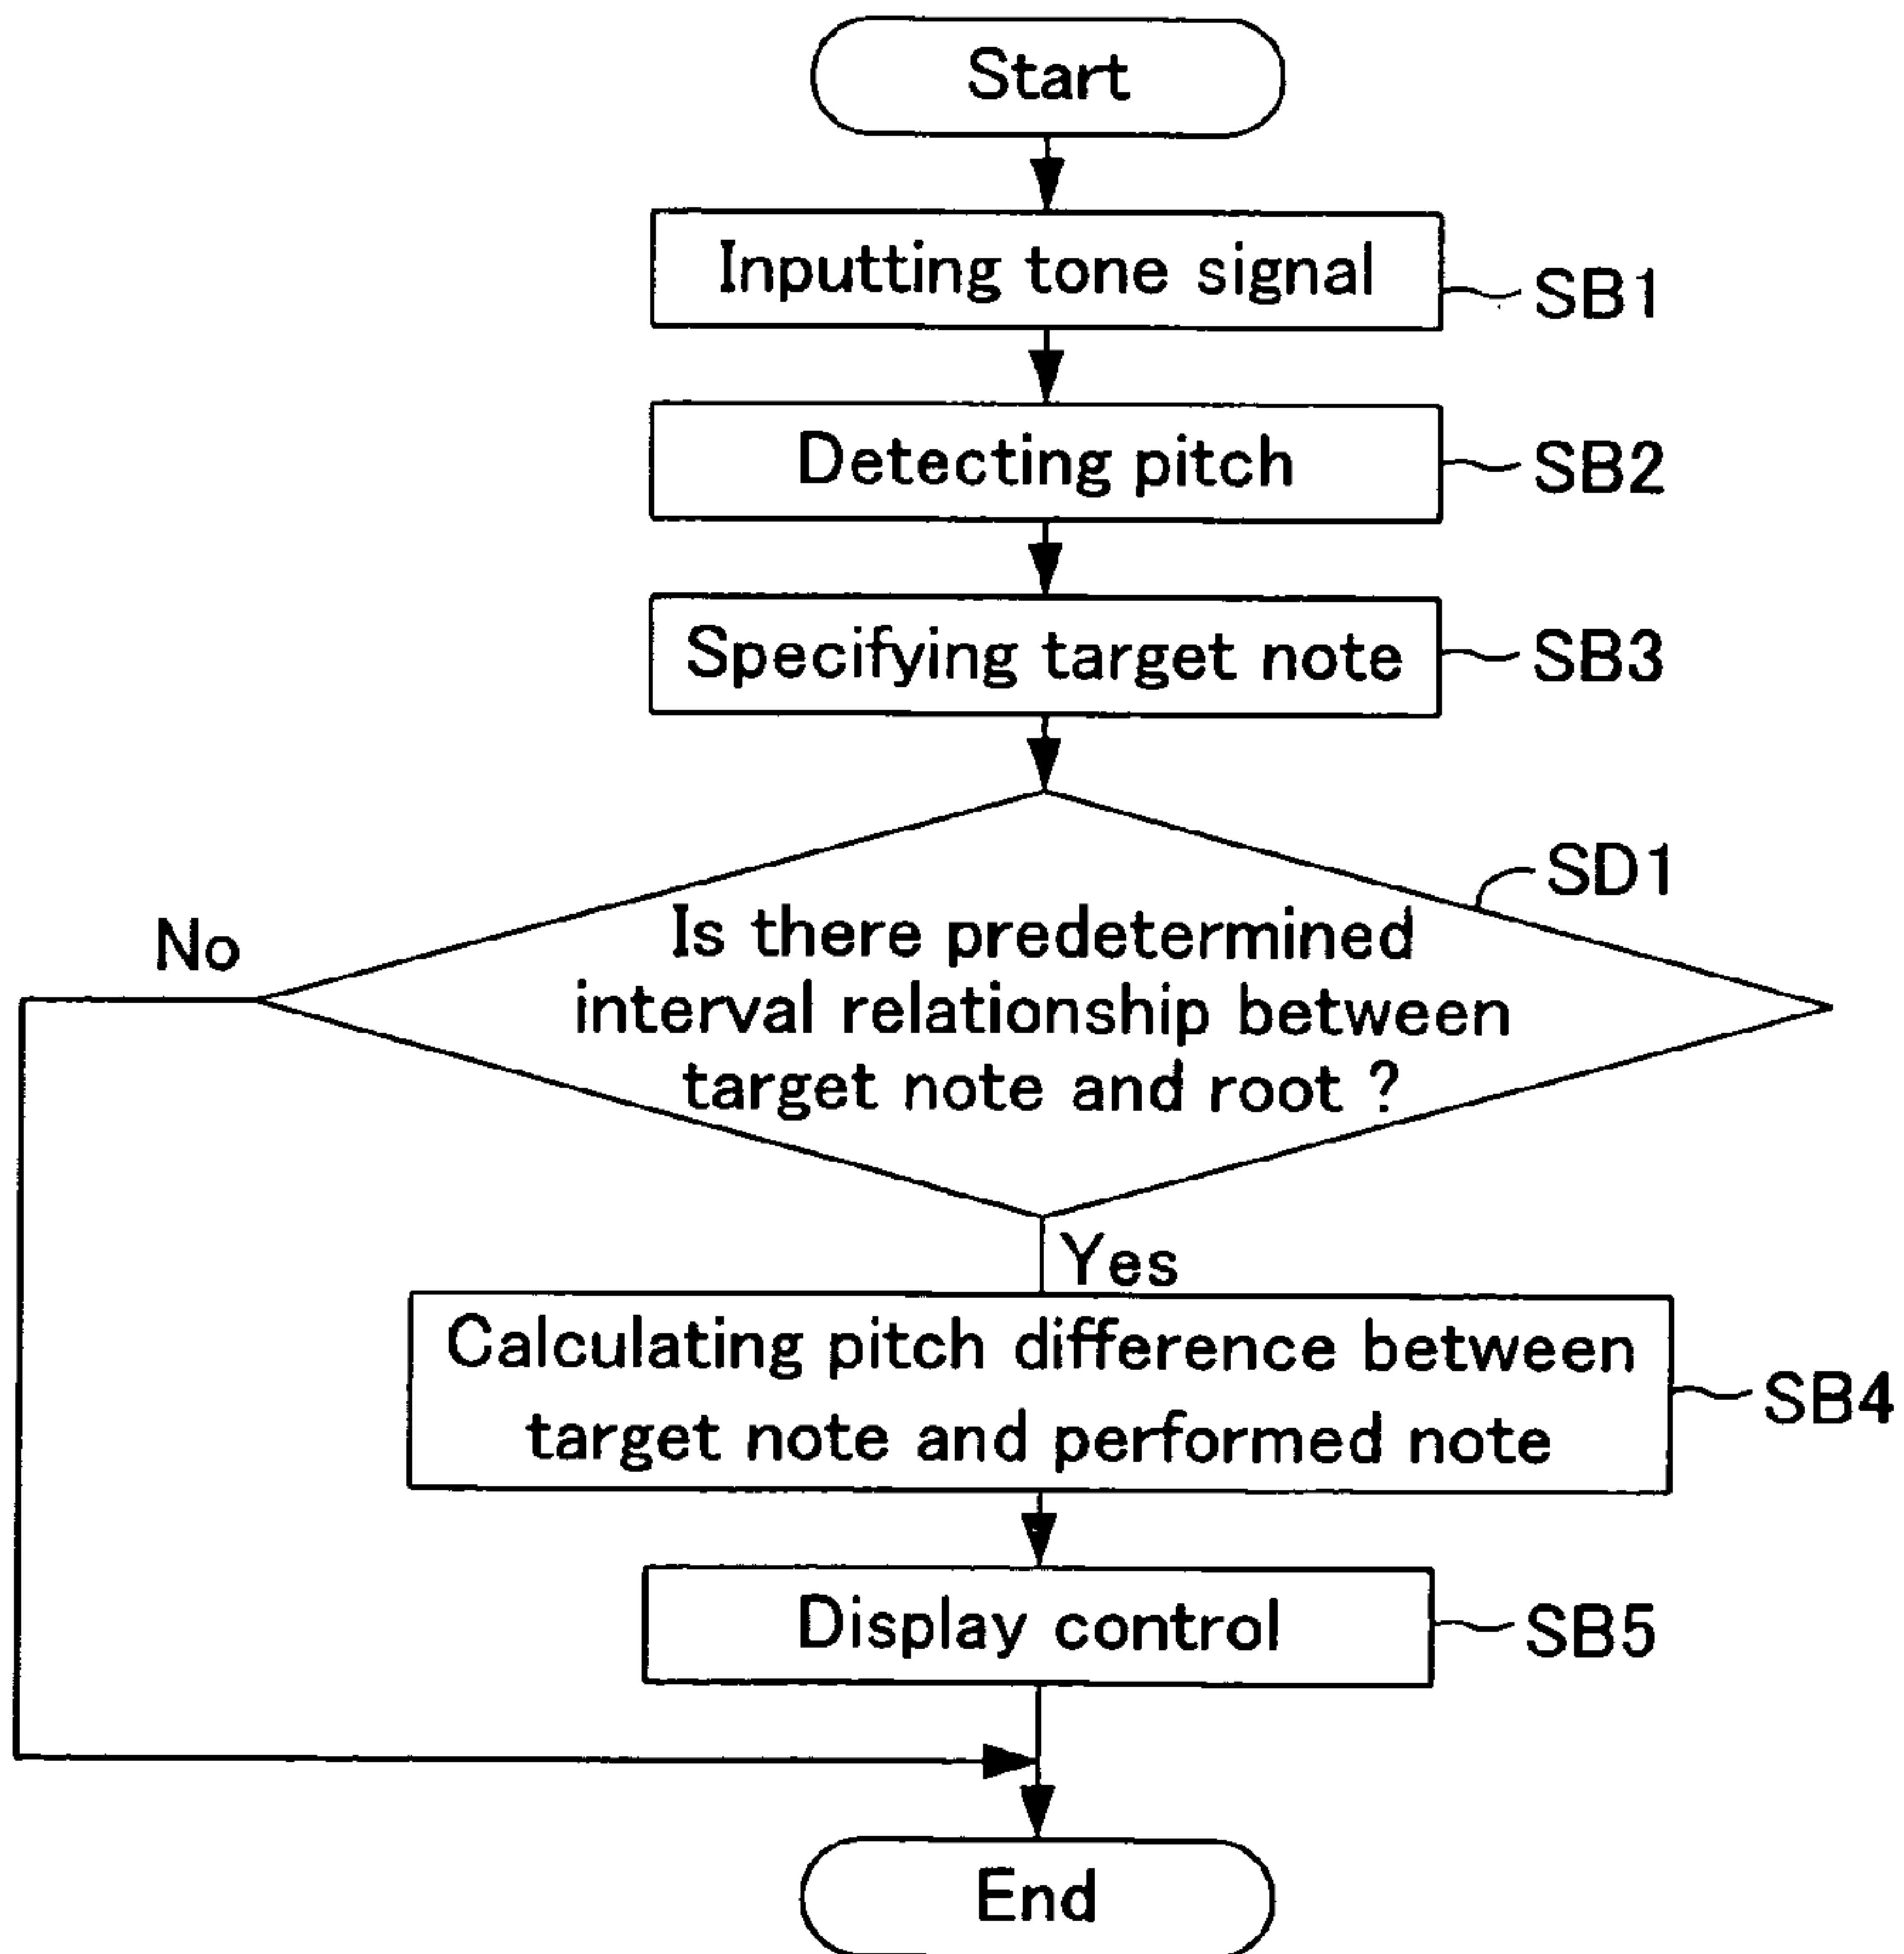 Start
Inputting tone signal
SB1
Detecting pitch
SB2
Specifying target note
SB3
SD1
No
Is there predetermined
interval relationship between
target note and root ?
Yes
Calculating pitch difference between
target note and performed note
SB4
Display control
SB5
End